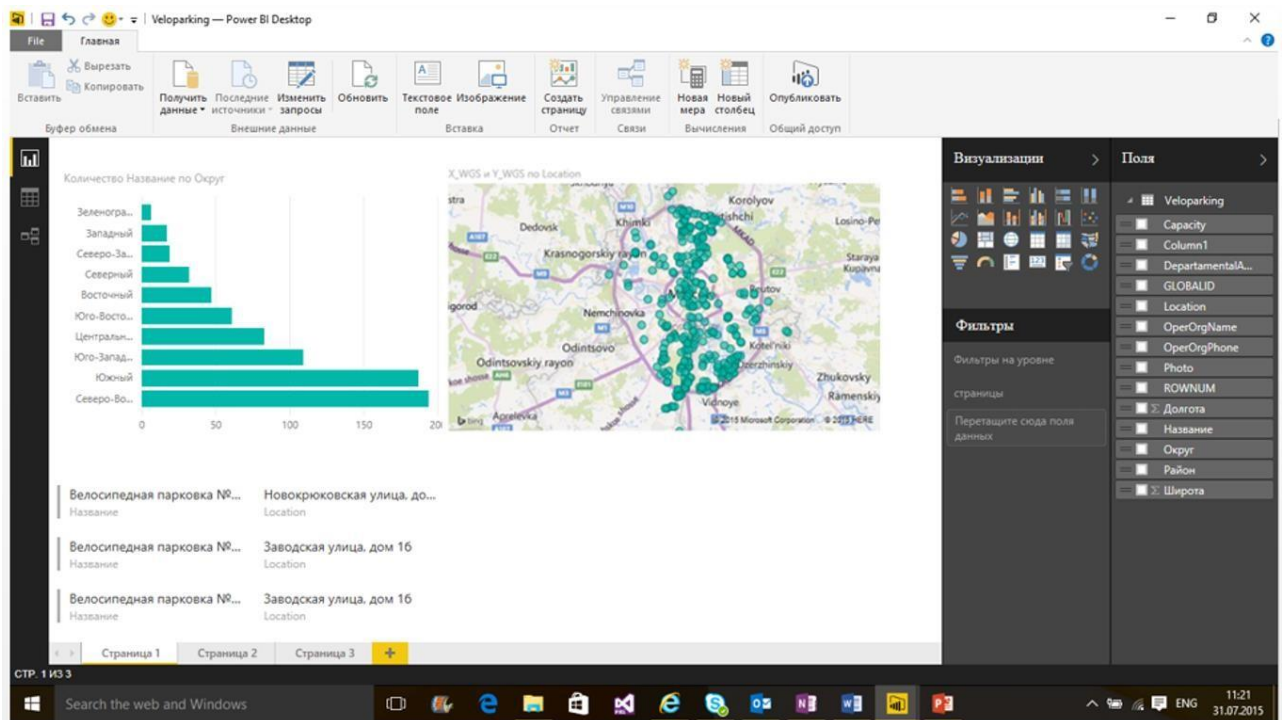 Veloparking — Power BI Desktop
File Главная
Вставить
Вырезать
Копировать
Буфер обмена
Получить данные
Последние источники
Изменить запросы
Обновить
Внешние данные
Текстовое поле
Изображение
Вставка
Создать страницу
Отчет
Управление связями
Связи
Новая мера
Новый столбец
Вычисления
Опубликовать
Общий доступ
Количество Название по Округ
Зеленогра...
Западный
Северо-За...
Северный
Восточный
Юго-Восто...
Центральн...
Юго-Запад...
Южный
Северо-Во...
0 50 100 150 20
X_WGS и Y_WGS по Location
stra
Korolyov
Khimki
Dedovsk
Losino-Pe
Krasnogorskiy rayon
Staraya
Kupavna
igorod
Nemchinovka
Odintsovo
Kotel'niki
Odintsovskiy rayon
Dzerzhinskiy
Zhukovsky
Ramenskiy
Vidnoye
Aprelevka
bing
© 2015 Microsoft Corporation © 2015 HERE
Велосипедная парковка №... Новокрюковская улица, до...
Название Location
Велосипедная парковка №... Заводская улица, дом 16
Название Location
Велосипедная парковка №... Заводская улица, дом 16
Название Location
Страница 1 Страница 2 Страница 3 +
СТР. 1 ИЗ 3
Визуализации
Фильтры
Фильтры на уровне
страницы
Перетащите сюда поля
данных
Поля
Veloparking
Capacity
Column1
DepartamentalA...
GLOBALID
Location
OperOrgName
OperOrgPhone
Photo
ROWNUM
Долгота
Название
Округ
Район
Широта
Search the web and Windows
ENG
11:21
31.07.2015